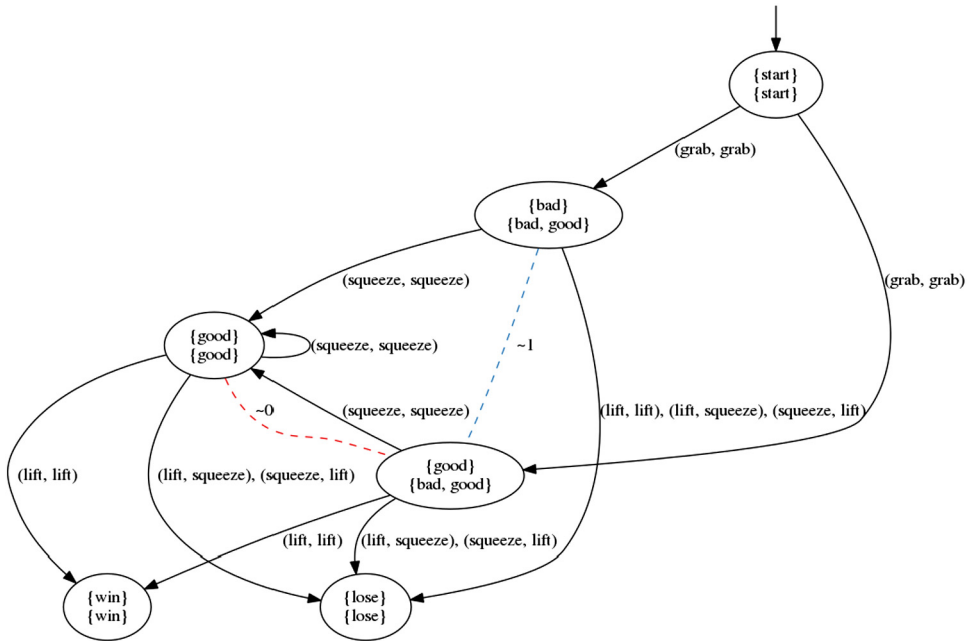 {start}
{start}
(grab, grab)
{bad}
{bad, good}
(grab, grab)
(squeeze, squeeze)
{good}
{good}
(squeeze, squeeze)
~1
~0
(squeeze, squeeze)
(lift, lift), (lift, squeeze), (squeeze, lift)
{good}
{bad, good}
(lift, lift)
(lift, squeeze), (squeeze, lift)
(lift, lift)
(lift, squeeze), (squeeze, lift)
{win}
{win}
{lose}
{lose}